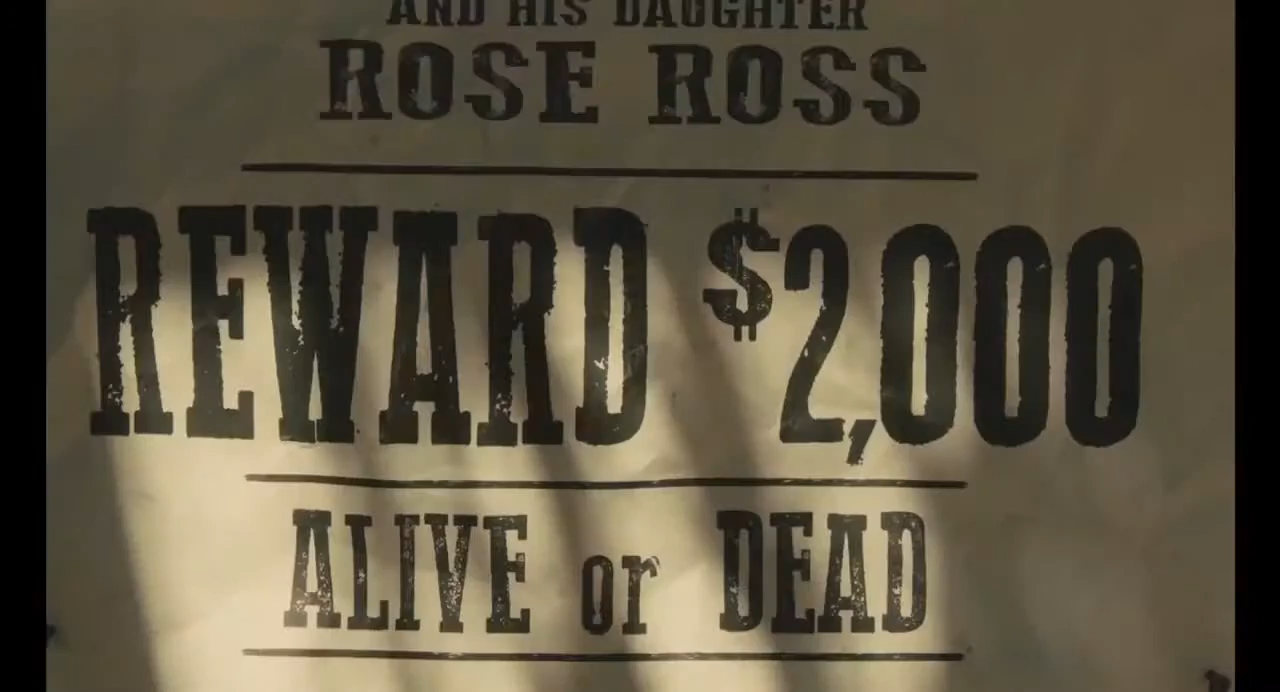 AND HIS DAUGHTER
ROSE ROSS
REWARD $2,000
ALIVE or DEAD